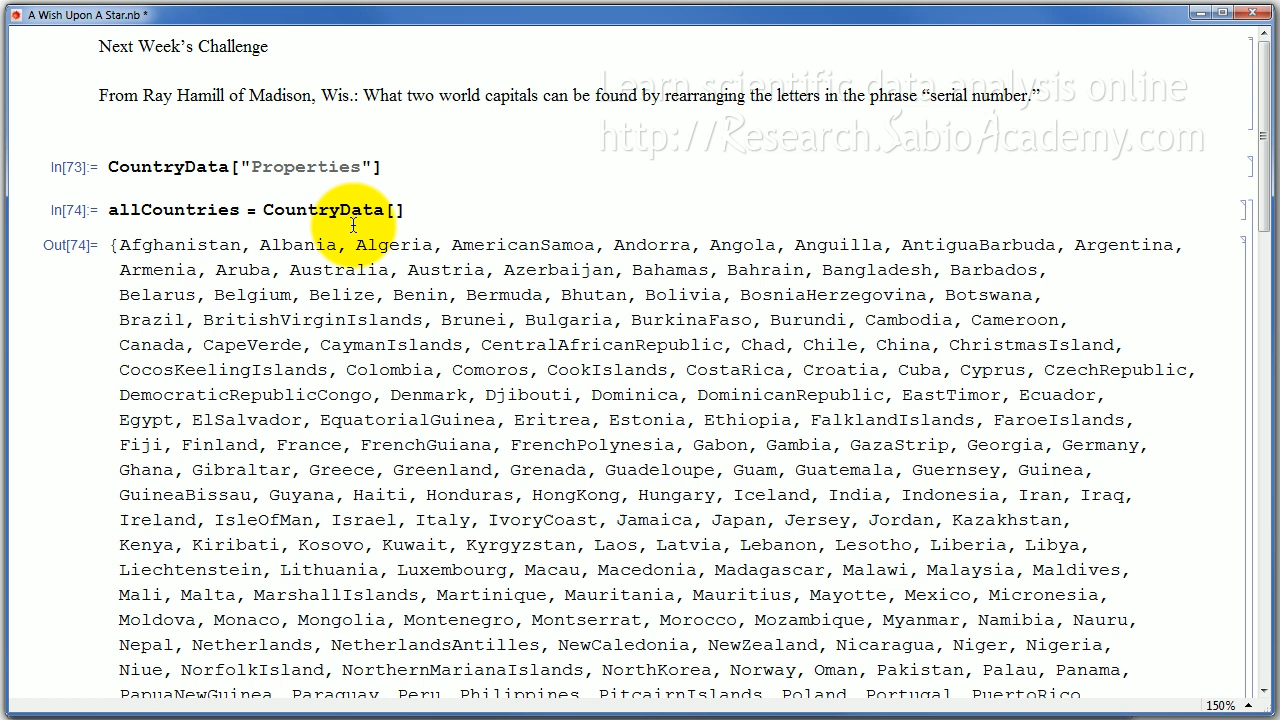 A Wish Upon A Star.nb *
Next Week's Challenge
Learn scientific data analysis online
From Ray Hamill of Madison, Wis.: What two world capitals can be found by rearranging the letters in the phrase “serial number.”
http://Research.SabioAcademy.com
In[73]:= CountryData["Properties"]
In[74]:= allCountries = CountryData[]
Out[74]= {Afghanistan, Albania, Algeria, AmericanSamoa, Andorra, Angola, Anguilla, AntiguaBarbuda, Argentina,
Armenia, Aruba, Australia, Austria, Azerbaijan, Bahamas, Bahrain, Bangladesh, Barbados,
Belarus, Belgium, Belize, Benin, Bermuda, Bhutan, Bolivia, BosniaHerzegovina, Botswana,
Brazil, BritishVirginIslands, Brunei, Bulgaria, BurkinaFaso, Burundi, Cambodia, Cameroon,
Canada, CapeVerde, CaymanIslands, CentralAfricanRepublic, Chad, Chile, China, ChristmasIsland,
CocosKeelingIslands, Colombia, Comoros, CookIslands, CostaRica, Croatia, Cuba, Cyprus, CzechRepublic,
DemocraticRepublicCongo, Denmark, Djibouti, Dominica, DominicanRepublic, EastTimor, Ecuador,
Egypt, ElSalvador, EquatorialGuinea, Eritrea, Estonia, Ethiopia, FalklandIslands, FaroeIslands,
Fiji, Finland, France, FrenchGuiana, FrenchPolynesia, Gabon, Gambia, GazaStrip, Georgia, Germany,
Ghana, Gibraltar, Greece, Greenland, Grenada, Guadeloupe, Guam, Guatemala, Guernsey, Guinea,
GuineaBissau, Guyana, Haiti, Honduras, HongKong, Hungary, Iceland, India, Indonesia, Iran, Iraq,
Ireland, IsleOfMan, Israel, Italy, IvoryCoast, Jamaica, Japan, Jersey, Jordan, Kazakhstan,
Kenya, Kiribati, Kosovo, Kuwait, Kyrgyzstan, Laos, Latvia, Lebanon, Lesotho, Liberia, Libya,
Liechtenstein, Lithuania, Luxembourg, Macau, Macedonia, Madagascar, Malawi, Malaysia, Maldives,
Mali, Malta, MarshallIslands, Martinique, Mauritania, Mauritius, Mayotte, Mexico, Micronesia,
Moldova, Monaco, Mongolia, Montenegro, Montserrat, Morocco, Mozambique, Myanmar, Namibia, Nauru,
Nepal, Netherlands, NetherlandsAntilles, NewCaledonia, NewZealand, Nicaragua, Niger, Nigeria,
Niue, NorfolkIsland, NorthernMarianaIslands, NorthKorea, Norway, Oman, Pakistan, Palau, Panama,
PapuaNewGuinea, Paraguay, Peru, Philippines, PitcairnIslands, Poland, Portugal, PuertoRico,
150%